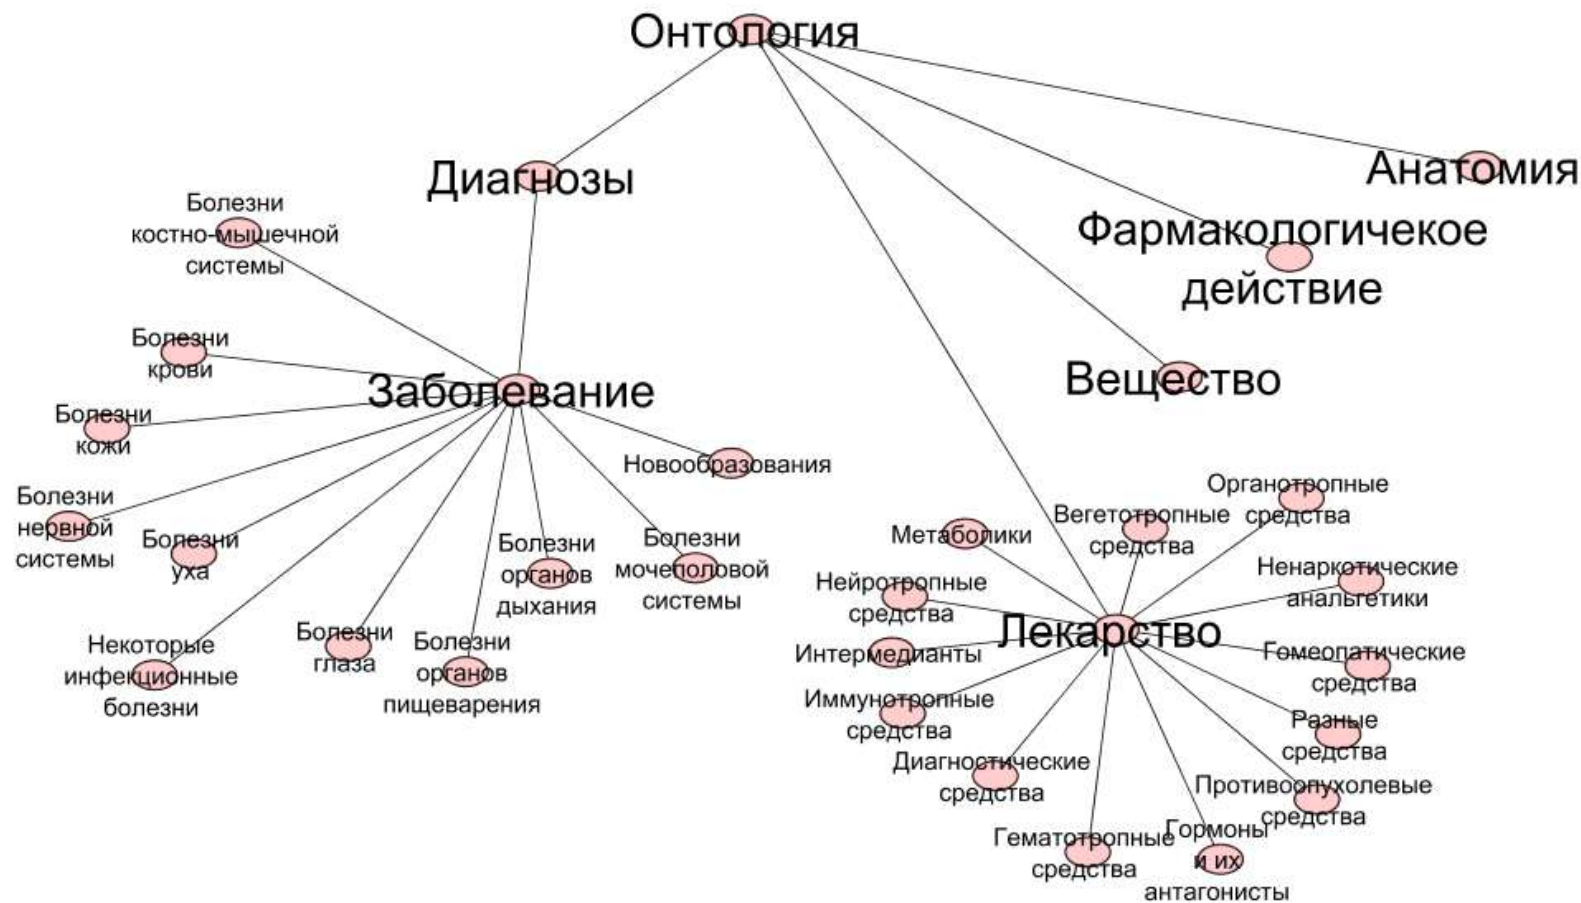 Онтология
Диагнозы
Анатомия
Фармакологичекое
действие
Вещество
Болезни
костно-мышечной
системы
Болезни
крови
Заболевание
Болезни
кожи
Болезни
нервной
системы
Болезни
уха
Некоторые
инфекционные
болезни
Болезни
глаза
Болезни
органов
пищеварения
Болезни
органов
дыхания
Болезни
мочеполовой
системы
Новообразования
Лекарство
Метаболики
Вегетотропные
средства
Органотропные
средства
Нейротропные
средства
Ненаркотические
анальгетики
Интермедианты
Гомеопатические
средства
Иммунотропные
средства
Разные
средства
Диагностические
средства
Противоопухолевые
средства
Гематотропные
средства
Гормоны
и их
антагонисты